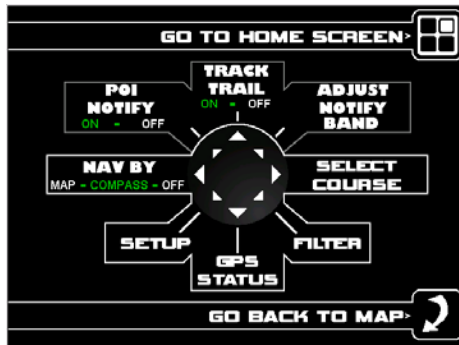 GO TO HOME SCREEN>
TRACK
TRAIL
ON - OFF
POI
NOTIFY
ON - OFF
ADJUST
NOTIFY
BAND
NAV BY
MAP - COMPASS - OFF
SELECT
COURSE
SETUP
GPS
STATUS
FILTER
GO BACK TO MAP>